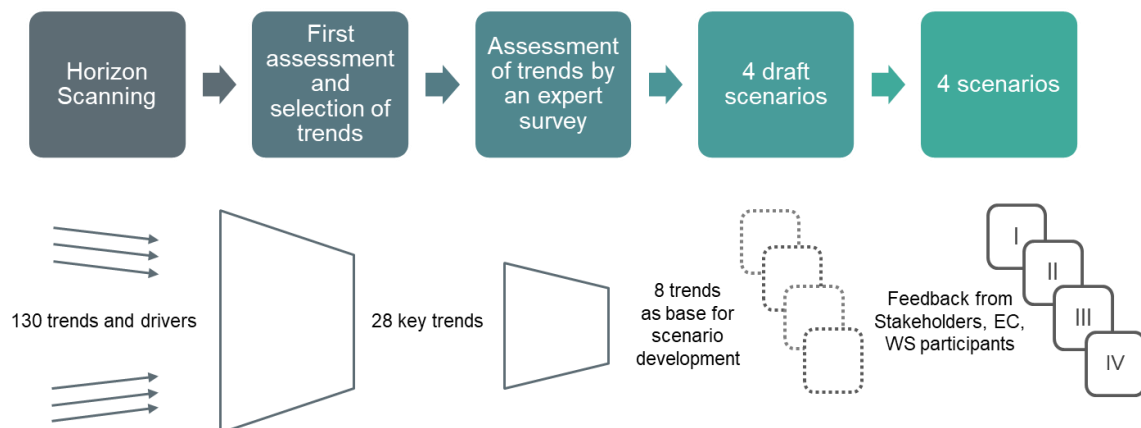 Horizon
Scanning
First
assessment
and
selection of
trends
Assessment
of trends by
an expert
survey
4 draft
scenarios
4 scenarios
130 trends and drivers
28 key trends
8 trends
as base for
scenario
development
Feedback from
Stakeholders, EC,
WS participants
I
II
III
IV